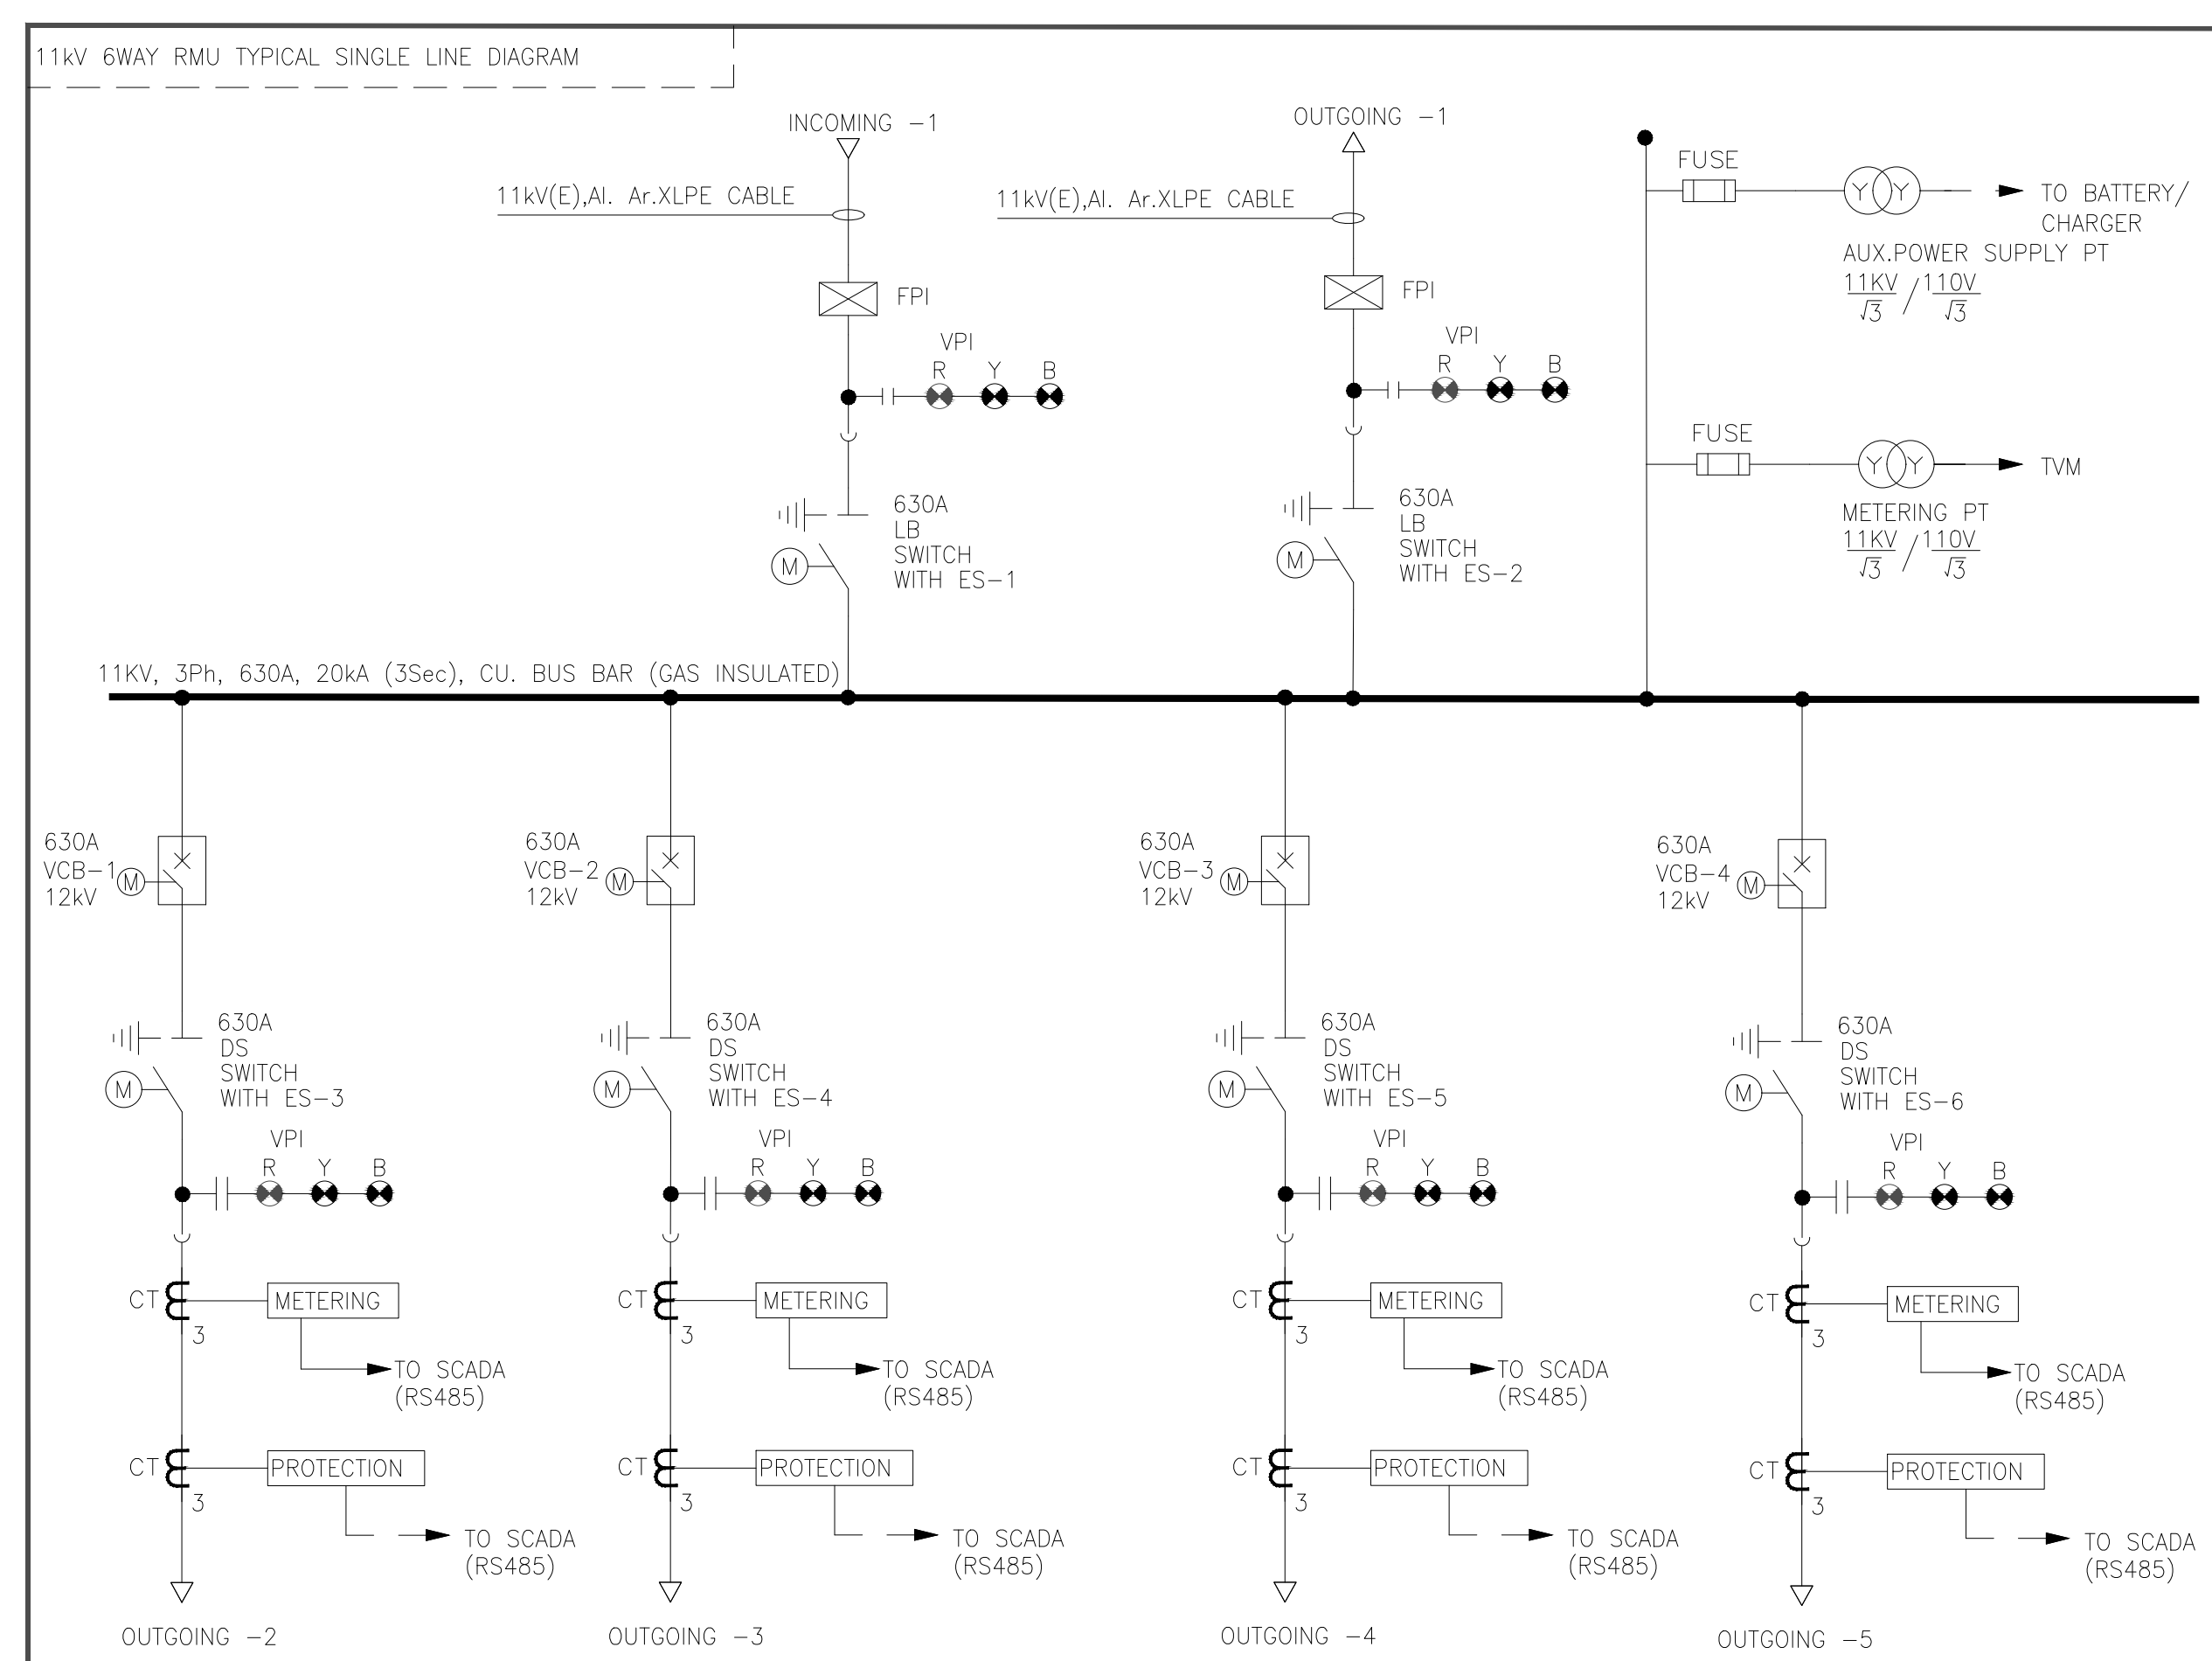 11kV 6WAY RMU TYPICAL SINGLE LINE DIAGRAM
INCOMING -1
11kV(E),Al. Ar.XLPE CABLE
FPI
VPI
R Y B
630A
LB
SWITCH
WITH ES-1
M
OUTGOING -1
11kV(E),Al. Ar.XLPE CABLE
FPI
VPI
R Y B
630A
LB
SWITCH
WITH ES-2
M
FUSE
Y Y
TO BATTERY/
CHARGER
AUX.POWER SUPPLY PT
11KV/√3 / 110V/√3
FUSE
Y Y
TVM
METERING PT
11KV/√3 / 110V/√3
11KV, 3Ph, 630A, 20kA (3Sec), CU. BUS BAR (GAS INSULATED)
630A
VCB-1
12kV
M
630A
DS
SWITCH
WITH ES-3
M
VPI
R Y B
CT
3
METERING
TO SCADA
(RS485)
CT
3
PROTECTION
TO SCADA
(RS485)
OUTGOING -2
630A
VCB-2
12kV
M
630A
DS
SWITCH
WITH ES-4
M
VPI
R Y B
CT
3
METERING
TO SCADA
(RS485)
CT
3
PROTECTION
TO SCADA
(RS485)
OUTGOING -3
630A
VCB-3
12kV
M
630A
DS
SWITCH
WITH ES-5
M
VPI
R Y B
CT
3
METERING
TO SCADA
(RS485)
CT
3
PROTECTION
TO SCADA
(RS485)
OUTGOING -4
630A
VCB-4
12kV
M
630A
DS
SWITCH
WITH ES-6
M
VPI
R Y B
CT
3
METERING
TO SCADA
(RS485)
CT
3
PROTECTION
TO SCADA
(RS485)
OUTGOING -5